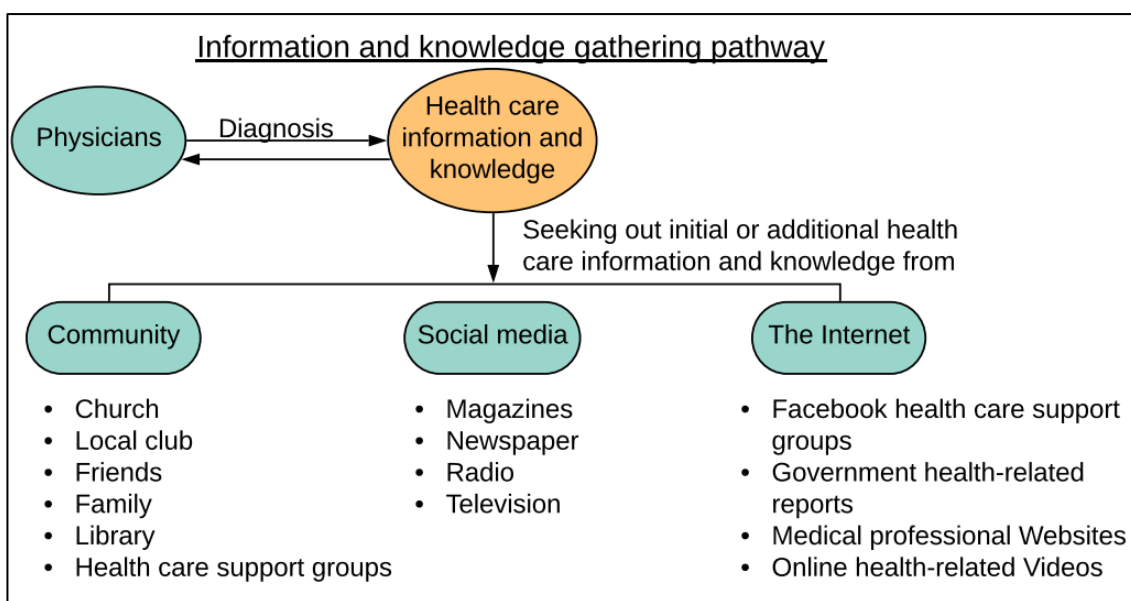 Information and knowledge gathering pathway
Physicians
Diagnosis
Health care
information and
knowledge
Seeking out initial or additional health
care information and knowledge from
Community
• Church
• Local club
• Friends
• Family
• Library
• Health care support groups
Social media
• Magazines
• Newspaper
• Radio
• Television
The Internet
• Facebook health care support
groups
• Government health-related
reports
• Medical professional Websites
• Online health-related Videos